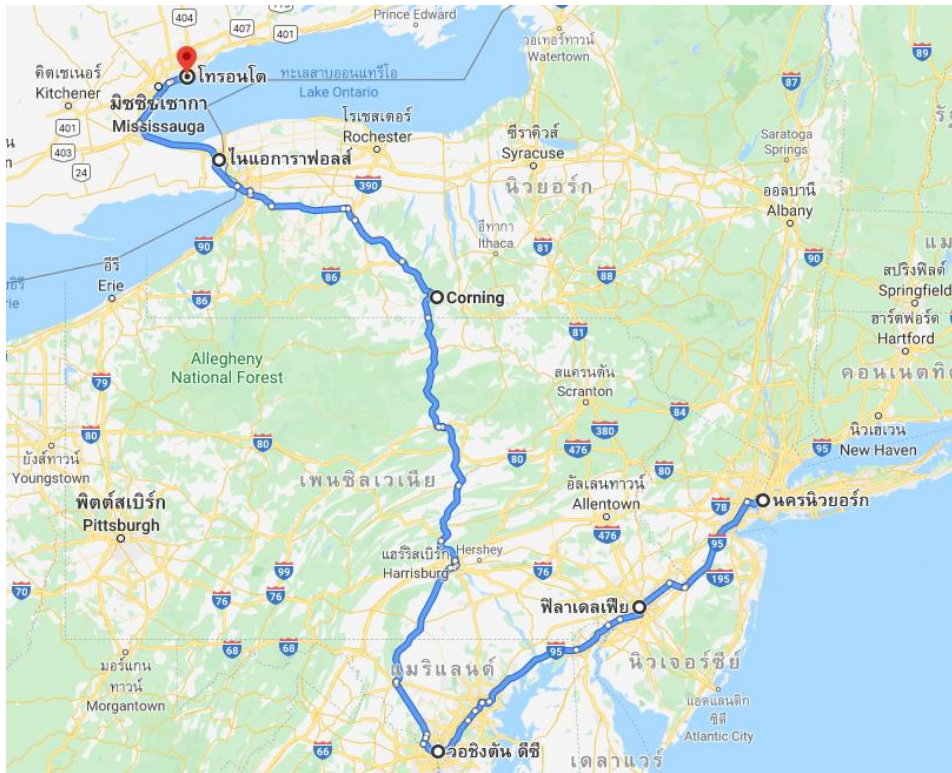 404
407
401
Prince Edward
วอเทอร์ทาวน์
Watertown
โทรอนโต
ทะเลสาบออนแทรีโอ
Lake Ontario
คิตเชเนอร์
Kitchener
มิซซิซเซากา
Mississauga
401
403
24
โรเชสเตอร์
Rochester
ซีราคิวส์
Syracuse
87
89
Saratoga
Springs
ไนแอการาฟอลส์
390
นิวยอร์ก
ออลบานี
Albany
อีทากา
Ithaca
81
90
90
อีรี
Erie
86
86
88
สปริงฟิลด์
Springfield
Corning
81
ฮาร์ตฟอร์ด
Hartford
Allegheny
National Forest
สแครนตัน
Scranton
79
84
คอนเนตทิ
380
นิวเฮเวน
New Haven
95
80
80
476
80
80
ยังส์ทาวน์
Youngstown
เพนซิลเวเนีย
อัลเลนทาวน์
Allentown
78
นครนิวยอร์ก
พิตต์สเบิร์ก
Pittsburgh
476
95
แฮร์ริสเบิร์ก
Harrisburg
Hershey
76
195
99
70
76
76
ฟิลาเดลเฟีย
68
68
95
นิวเจอร์ซีย์
มอร์แกน
ทาวน์
Morgantown
แมริแลนด์
แอตแลนติก
ซิตี
Atlantic City
66
วอชิงตัน ดีซี
เดลาแวร์